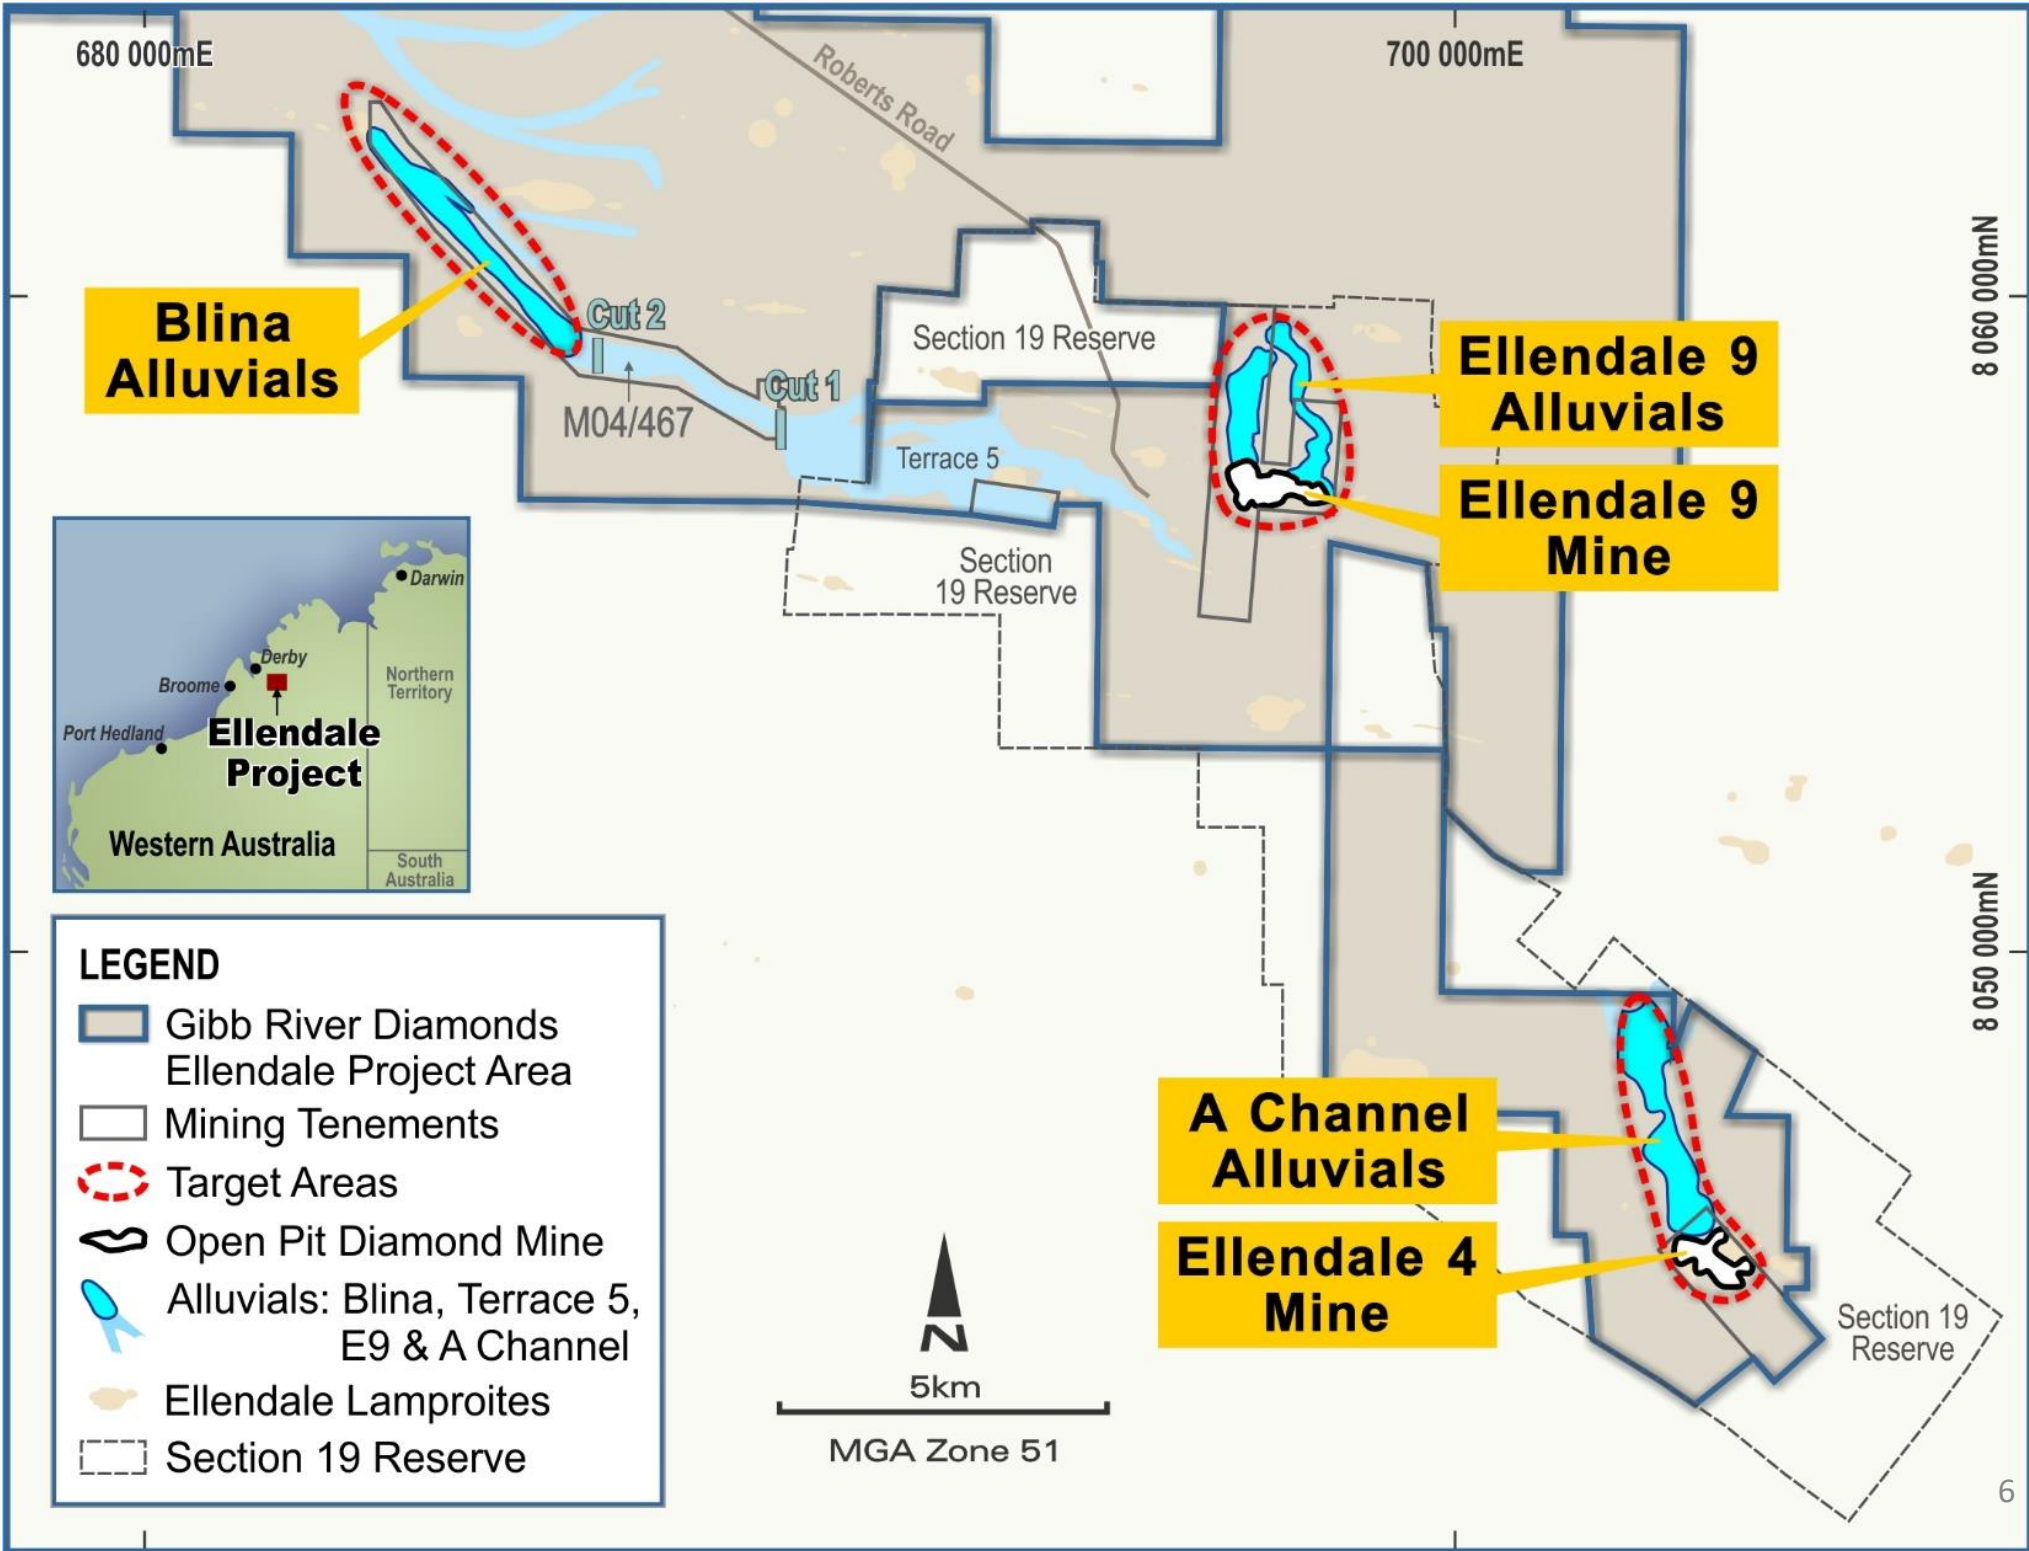 680 000mE
700 000mE
Roberts Road
8 060 000mN
Blina
Alluvials
Cut 2
Section 19 Reserve
Cut 1
M04/467
Ellendale 9
Alluvials
Terrace 5
Ellendale 9
Mine
Section
19 Reserve
Darwin
Derby
Broome
Northern
Territory
Port Hedland
Ellendale
Project
Western Australia
South
Australia
8 050 000mN
LEGEND
Gibb River Diamonds
Ellendale Project Area
Mining Tenements
Target Areas
Open Pit Diamond Mine
Alluvials: Blina, Terrace 5,
E9 & A Channel
Ellendale Lamproites
Section 19 Reserve
A Channel
Alluvials
Ellendale 4
Mine
Section 19
Reserve
N
5km
MGA Zone 51
6